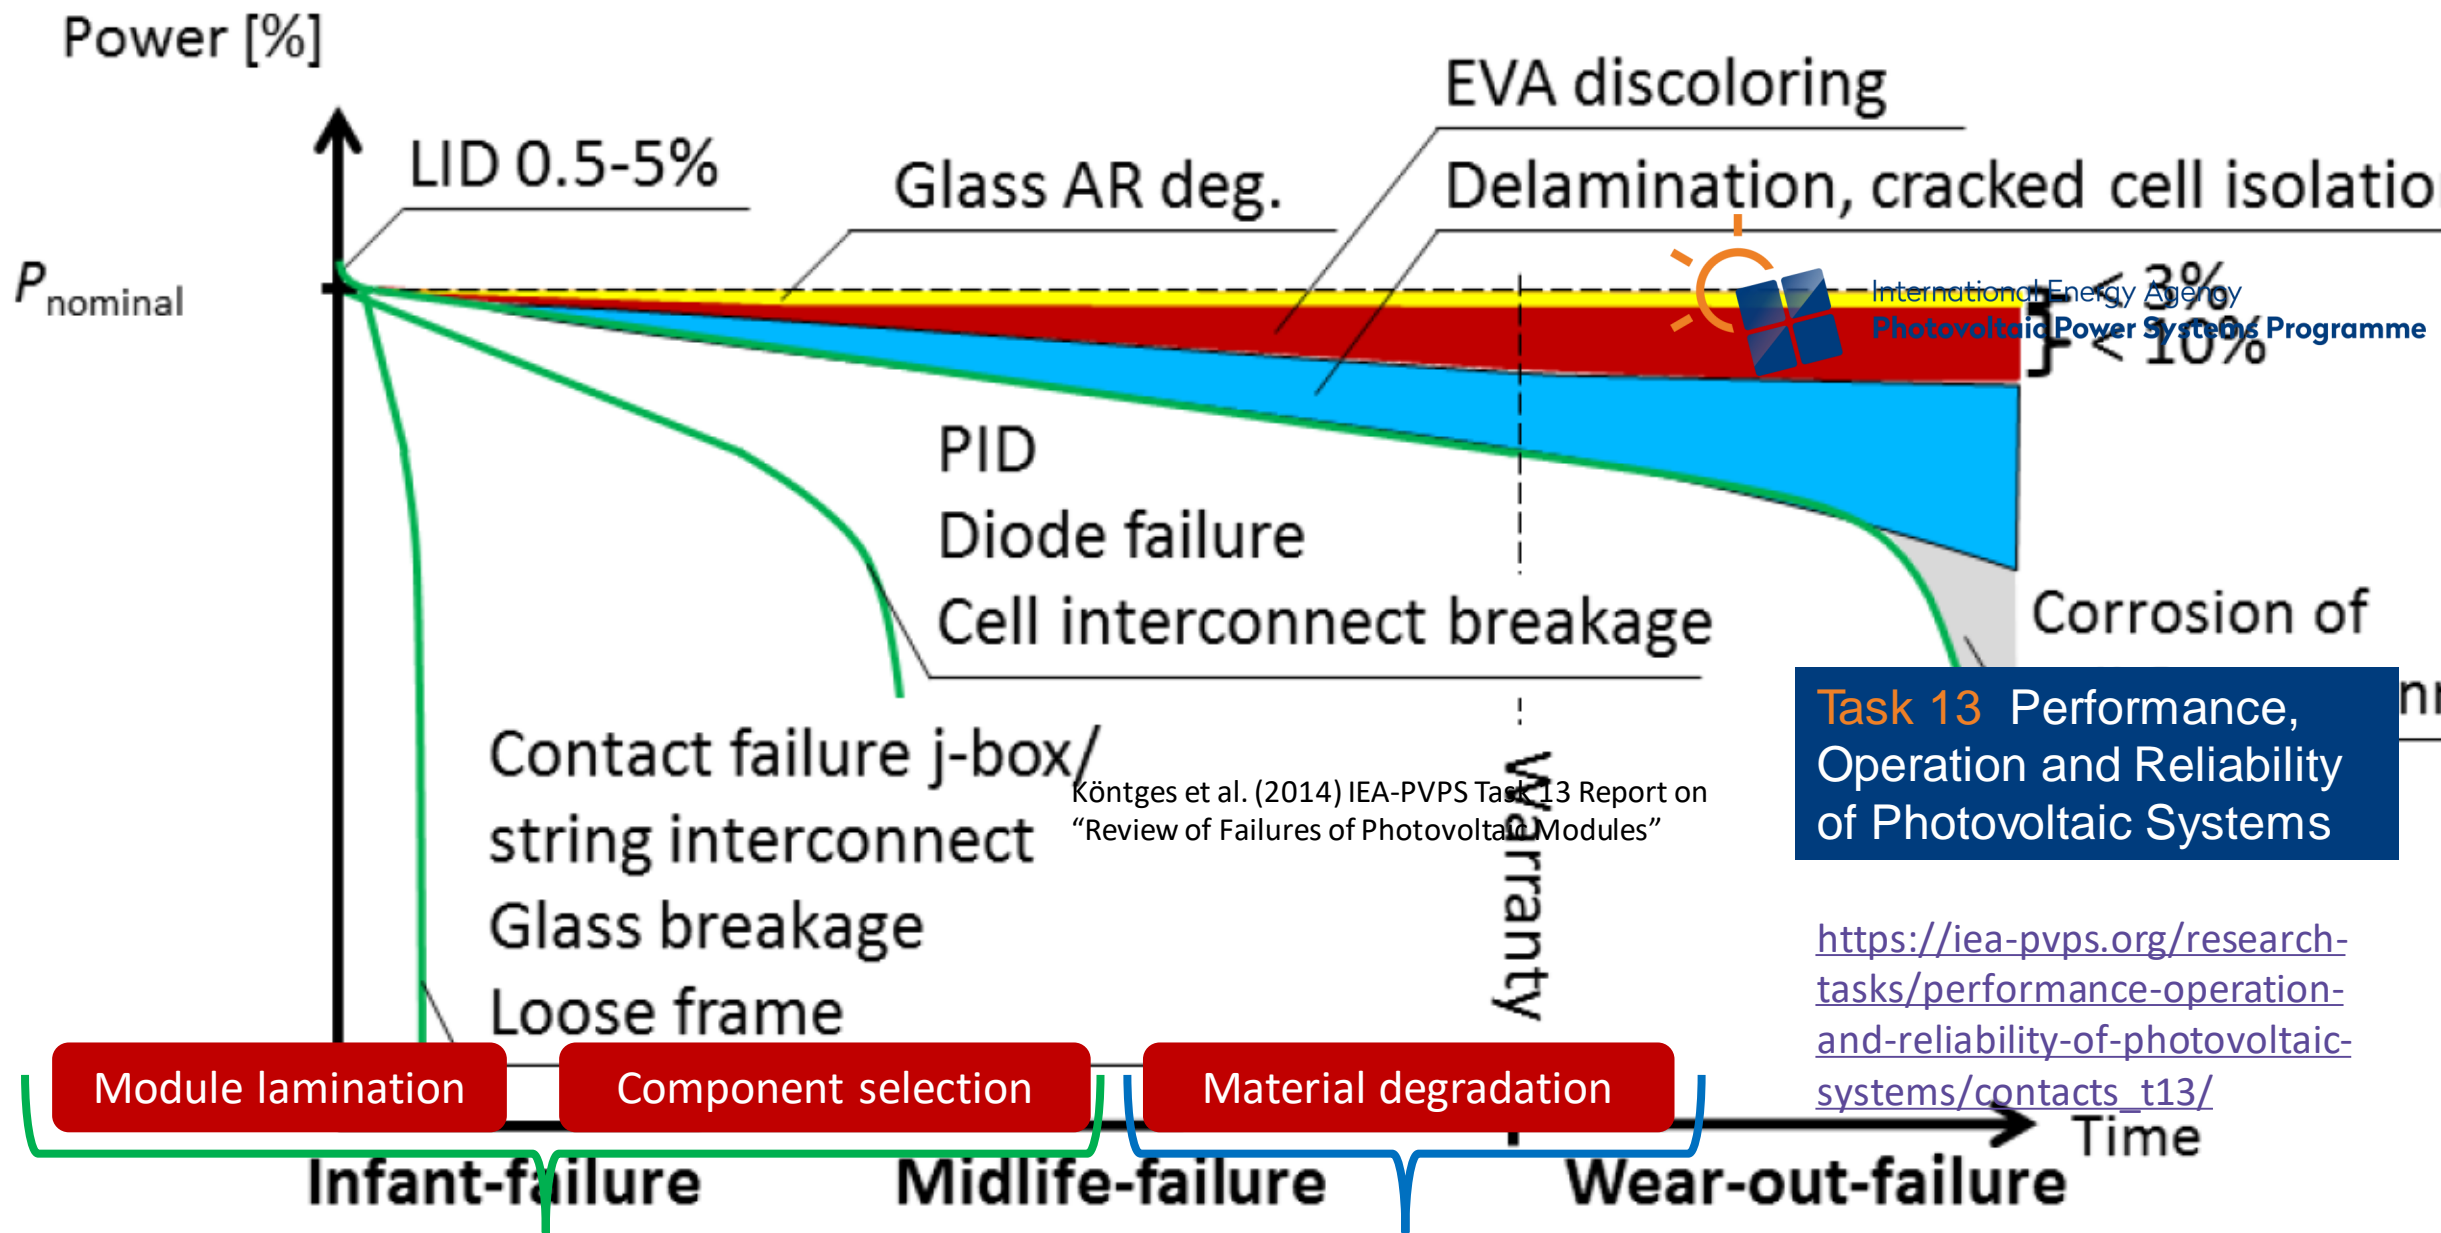 Power [%]
EVA discoloring
LID 0.5-5%
Glass AR deg.
Delamination, cracked cell isolation
Pnominal
< 3%
International Energy Agency
Photovoltaic Power Systems Programme
< 10%
PID
Diode failure
Cell interconnect breakage
Corrosion of
Contact failure j-box/
string interconnect
Glass breakage
Loose frame
Warranty
Köntges et al. (2014) IEA-PVPS Task 13 Report on
“Review of Failures of Photovoltaic Modules”
Task 13 Performance,
Operation and Reliability
of Photovoltaic Systems
https://iea-pvps.org/research-
tasks/performance-operation-
and-reliability-of-photovoltaic-
systems/contacts_t13/
Module lamination
Component selection
Material degradation
Time
Infant-failure
Midlife-failure
Wear-out-failure